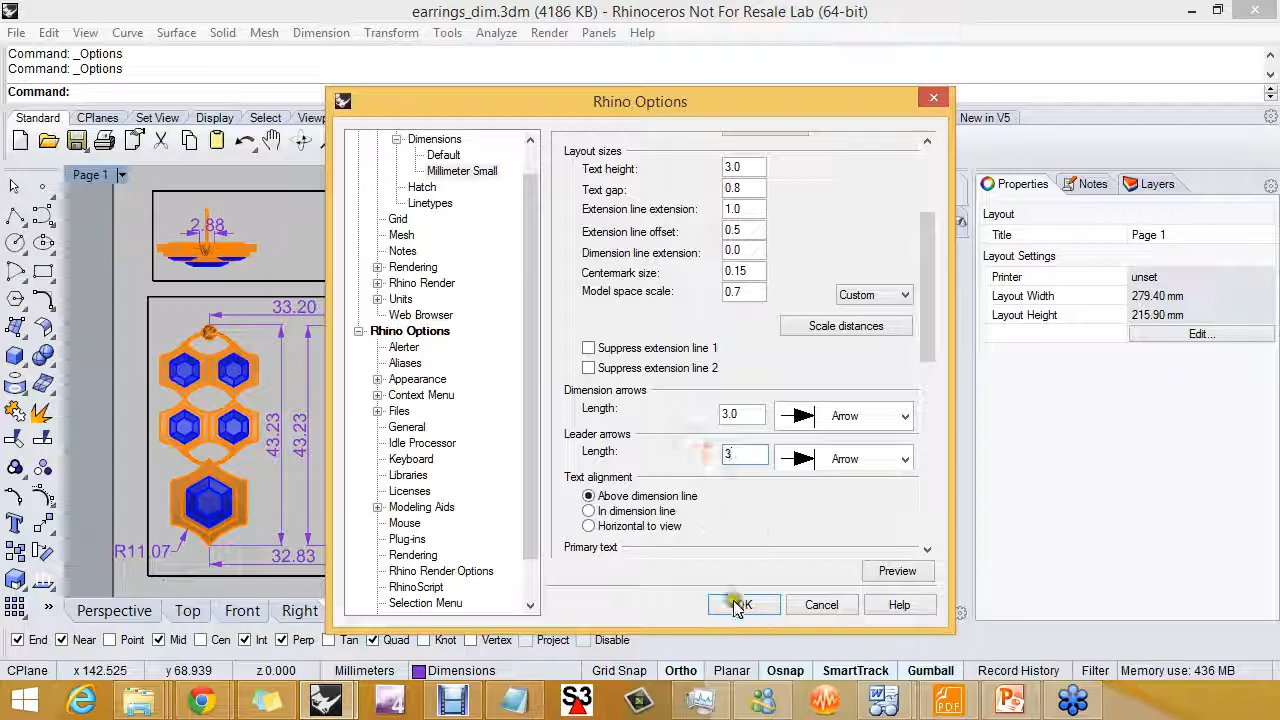 earrings_dim.3dm (4186 KB) - Rhinoceros Not For Resale Lab (64-bit)
File Edit View Curve Surface Solid Mesh Dimension Transform Tools Analyze Render Panels Help
Command: _Options
Command: _Options
Command:
Standard CPlanes Set View Display Select View New in V5
Page 1
Rhino Options
Dimensions
Default
Millimeter Small
Hatch
Linetypes
Grid
Mesh
Notes
Rendering
Rhino Render
Units
Web Browser
Rhino Options
Alerter
Aliases
Appearance
Context Menu
Files
General
Idle Processor
Keyboard
Libraries
Licenses
Modeling Aids
Mouse
Plug-ins
Rendering
Rhino Render Options
RhinoScript
Selection Menu
Layout sizes
Text height: 3.0
Text gap: 0.8
Extension line extension: 1.0
Extension line offset: 0.5
Dimension line extension: 0.0
Centermark size: 0.15
Model space scale: 0.7 Custom
Scale distances
Suppress extension line 1
Suppress extension line 2
Dimension arrows
Length: 3.0 Arrow
Leader arrows
Length: 3 Arrow
Text alignment
Above dimension line
In dimension line
Horizontal to view
Primary text
Preview
OK Cancel Help
Properties Notes Layers
Layout
Title Page 1
Layout Settings
Printer unset
Layout Width 279.40 mm
Layout Height 215.90 mm
Edit...
2.88
33.20
43.23
43.23
R11.07
32.83
Perspective Top Front Right
End Near Point Mid Cen Int Perp Tan Quad Knot Vertex Project Disable
CPlane x 142.525 y 68.939 z 0.000 Millimeters Dimensions Grid Snap Ortho Planar Osnap SmartTrack Gumball Record History Filter Memory use: 436 MB
4 S3 PDF